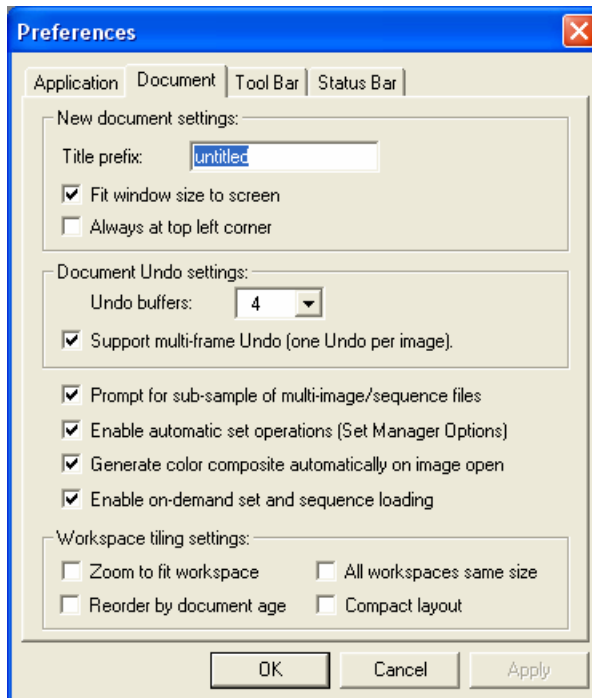 Preferences
Application Document Tool Bar Status Bar
New document settings:
Title prefix: untitled
Fit window size to screen
Always at top left corner
Document Undo settings:
Undo buffers: 4
Support multi-frame Undo (one Undo per image).
Prompt for sub-sample of multi-image/sequence files
Enable automatic set operations (Set Manager Options)
Generate color composite automatically on image open
Enable on-demand set and sequence loading
Workspace tiling settings:
Zoom to fit workspace All workspaces same size
Reorder by document age Compact layout
OK Cancel Apply